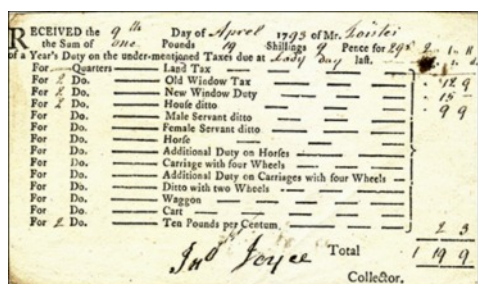 RECEIVED the 9th Day of April 1793 of Mr.
the Sum of one Pounds 19 Shillings 9 Pence for
of a Year's Duty on the under-mentioned Taxes due at Lady day last.
For Quarters Land Tax
For 2 Do. Old Window Tax 12 9
For 2 Do. New Window Duty 15
For 2 Do. House ditto 9 9
For Do. Male Servant ditto
For Do. Female Servant ditto
For Do. Horse
For Do. Additional Duty on Horses
For Do. Carriage with four Wheels
For Do. Additional Duty on Carriages with four Wheels
For Do. Ditto with two Wheels
For Do. Waggon
For Do. Cart
For 2 Do. Ten Pounds per Centum 2 3
Jno Joyce Total 1 19 9
Collector.